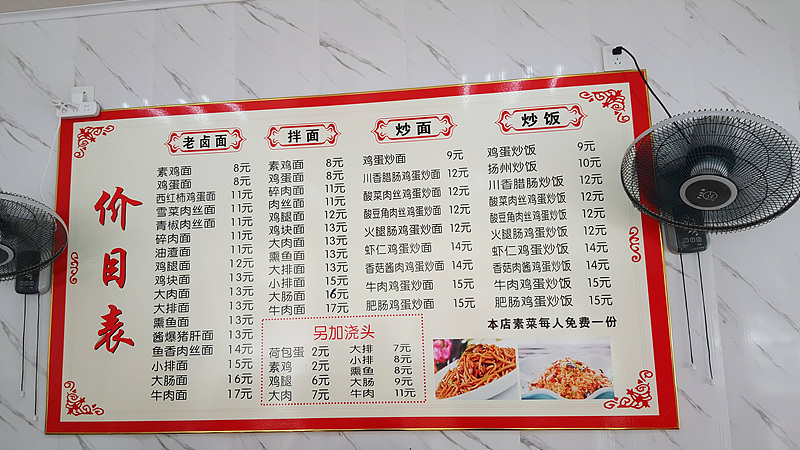 价目表
老卤面
素鸡面 8元
鸡蛋面 8元
西红柿鸡蛋面 11元
雪菜肉丝面 11元
青椒肉丝面 11元
碎肉面 11元
油渣面 11元
鸡腿面 12元
鸡块面 13元
大肉面 13元
大排面 13元
熏鱼面 13元
酱爆猪肝面 13元
鱼香肉丝面 14元
小排面 15元
大肠面 16元
牛肉面 17元
拌面
素鸡面 8元
鸡蛋面 8元
碎肉面 11元
肉丝面 11元
鸡腿面 12元
鸡块面 13元
大肉面 13元
熏鱼面 13元
大排面 13元
小排面 15元
大肠面 16元
牛肉面 17元
炒面
鸡蛋炒面 9元
川香腊肠鸡蛋炒面 12元
酸菜肉丝鸡蛋炒面 12元
酸豆角肉丝鸡蛋炒面 12元
火腿肠鸡蛋炒面 12元
虾仁鸡蛋炒面 14元
香菇酱肉鸡蛋炒面 14元
牛肉鸡蛋炒面 15元
肥肠鸡蛋炒面 15元
炒饭
鸡蛋炒饭 9元
扬州炒饭 10元
川香腊肠炒饭 12元
酸菜肉丝鸡蛋炒饭 12元
酸豆角肉丝鸡蛋炒饭 12元
火腿肠鸡蛋炒饭 12元
虾仁鸡蛋炒饭 14元
香菇肉酱鸡蛋炒饭 14元
牛肉鸡蛋炒饭 15元
肥肠鸡蛋炒饭 15元
另加浇头
荷包蛋 2元
素鸡 2元
鸡腿 6元
大肉 7元
大排 7元
小排 8元
熏鱼 8元
大肠 9元
牛肉 11元
本店素菜每人免费一份